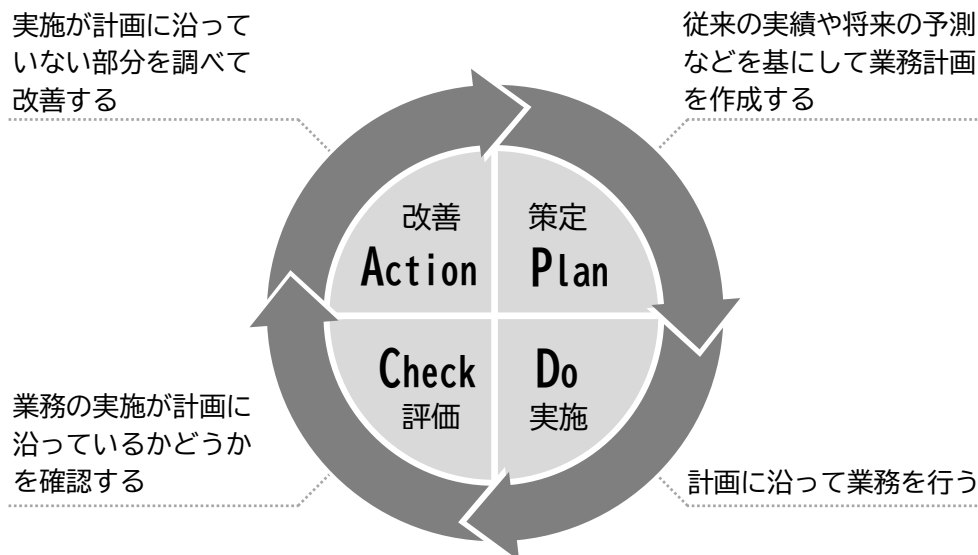 実施が計画に沿って
いない部分を調べて
改善する
従来の実績や将来の予測
などを基にして業務計画
を作成する
改善
Action
策定
Plan
Check
評価
Do
実施
業務の実施が計画に
沿っているかどうか
を確認する
計画に沿って業務を行う